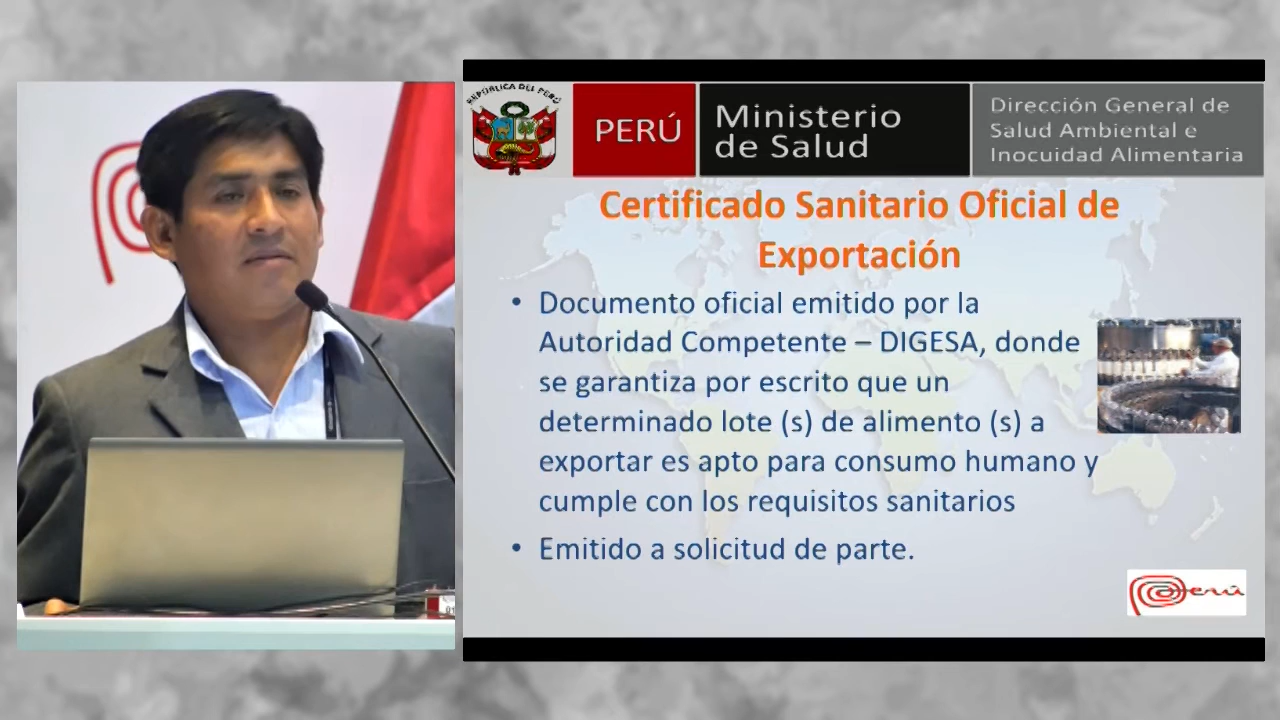 REPÚBLICA DEL PERÚ
PERÚ
Ministerio
de Salud
Dirección General de
Salud Ambiental e
Inocuidad Alimentaria
Certificado Sanitario Oficial de
Exportación
• Documento oficial emitido por la
Autoridad Competente – DIGESA, donde
se garantiza por escrito que un
determinado lote (s) de alimento (s) a
exportar es apto para consumo humano y
cumple con los requisitos sanitarios
• Emitido a solicitud de parte.
Perú